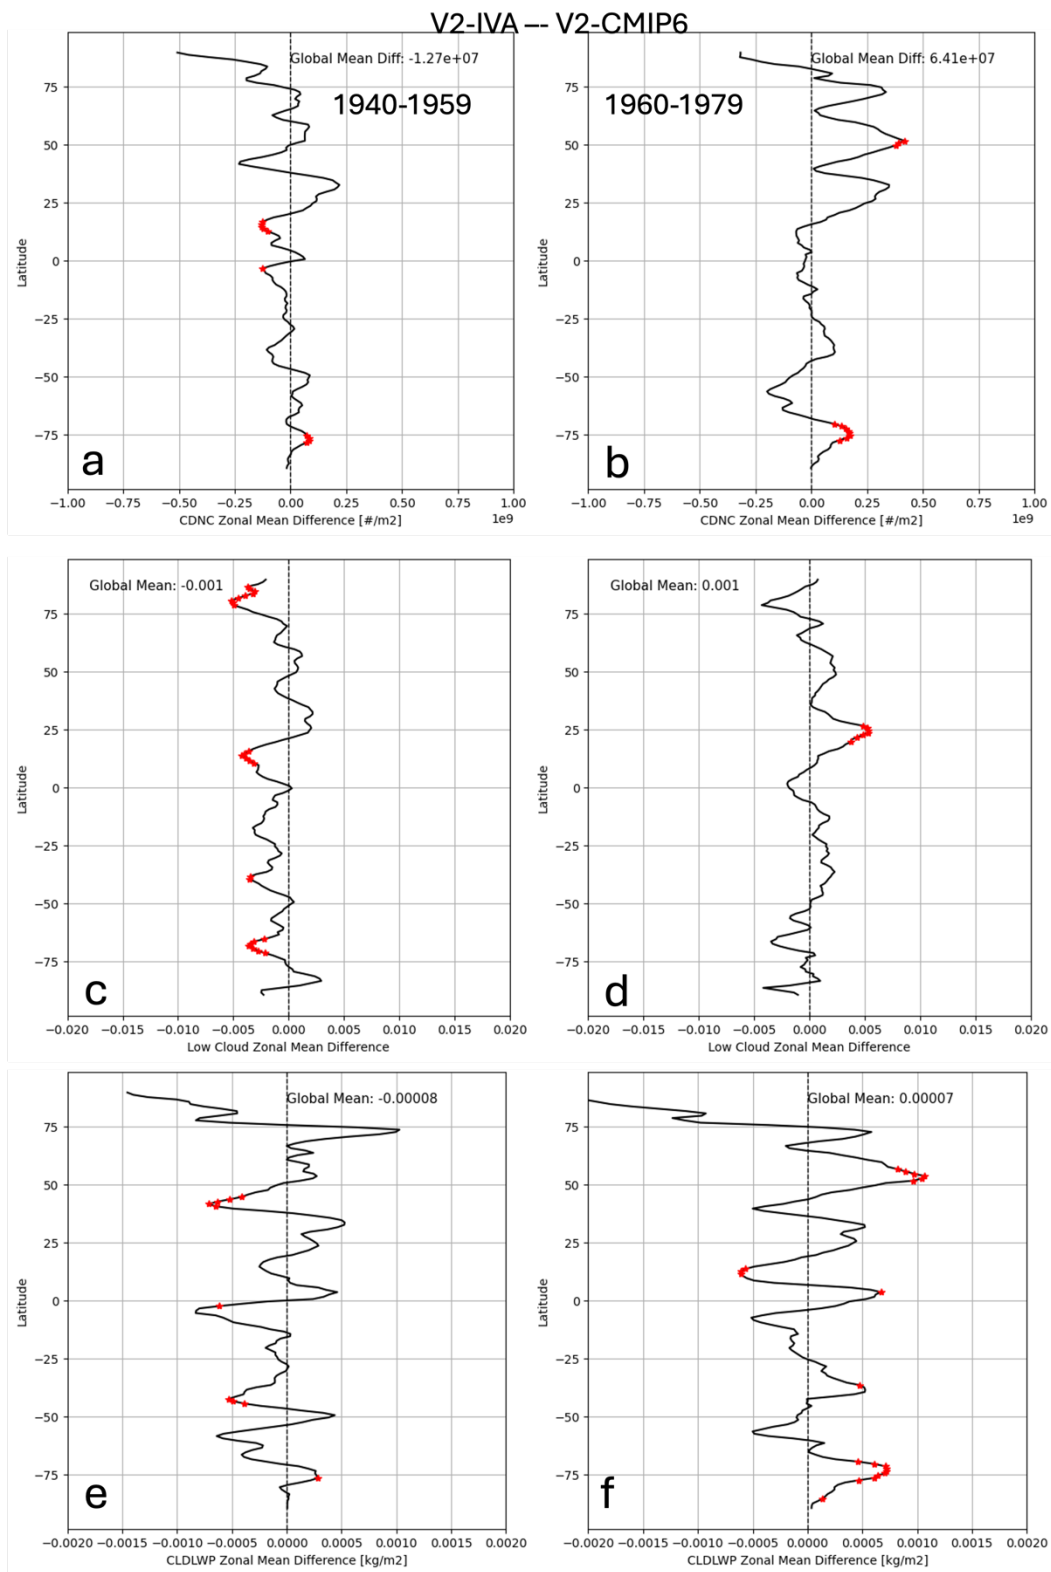 V2-IVA –- V2-CMIP6
Global Mean Diff: -1.27e+07
1940-1959
75
50
25
0
−25
−50
−75
Latitude
a
−1.00 −0.75 −0.50 −0.25 0.00 0.25 0.50 0.75 1.00
1e9
CDNC Zonal Mean Difference [#/m2]
Global Mean Diff: 6.41e+07
1960-1979
75
50
25
0
−25
−50
−75
Latitude
b
−1.00 −0.75 −0.50 −0.25 0.00 0.25 0.50 0.75 1.00
1e9
CDNC Zonal Mean Difference [#/m2]
Global Mean: -0.001
75
50
25
0
−25
−50
−75
Latitude
c
−0.020 −0.015 −0.010 −0.005 0.000 0.005 0.010 0.015 0.020
Low Cloud Zonal Mean Difference
Global Mean: 0.001
75
50
25
0
−25
−50
−75
Latitude
d
−0.020 −0.015 −0.010 −0.005 0.000 0.005 0.010 0.015 0.020
Low Cloud Zonal Mean Difference
Global Mean: -0.00008
75
50
25
0
−25
−50
−75
Latitude
e
−0.0020 −0.0015 −0.0010 −0.0005 0.0000 0.0005 0.0010 0.0015 0.0020
CLDLWP Zonal Mean Difference [kg/m2]
Global Mean: 0.00007
75
50
25
0
−25
−50
−75
Latitude
f
−0.0020 −0.0015 −0.0010 −0.0005 0.0000 0.0005 0.0010 0.0015 0.0020
CLDLWP Zonal Mean Difference [kg/m2]